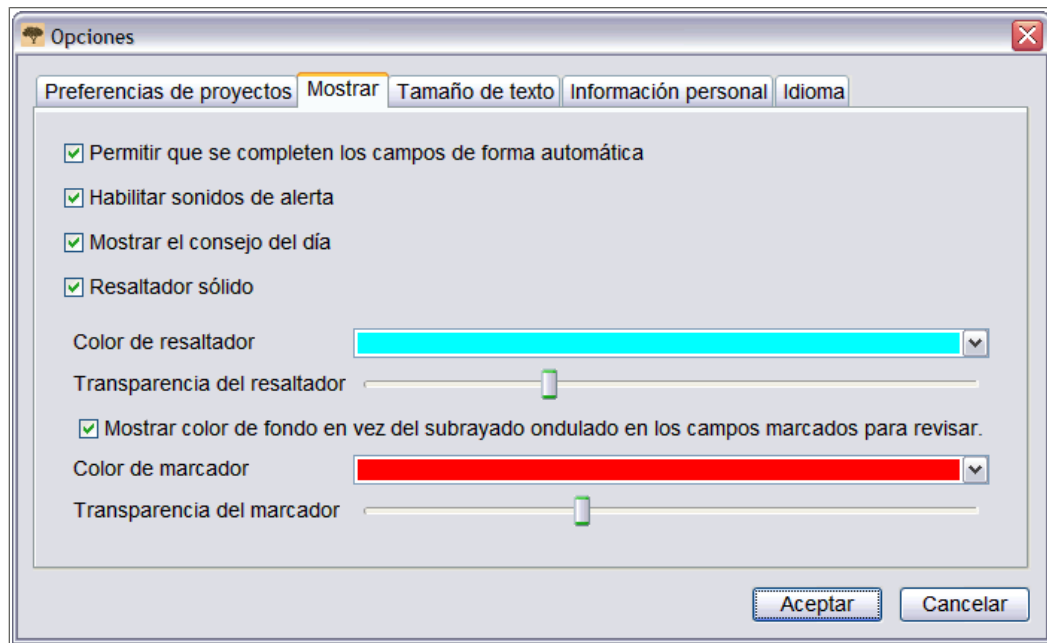 Opciones
Preferencias de proyectos Mostrar Tamaño de texto Información personal Idioma
Permitir que se completen los campos de forma automática
Habilitar sonidos de alerta
Mostrar el consejo del día
Resaltador sólido
Color de resaltador
Transparencia del resaltador
Mostrar color de fondo en vez del subrayado ondulado en los campos marcados para revisar.
Color de marcador
Transparencia del marcador
Aceptar Cancelar